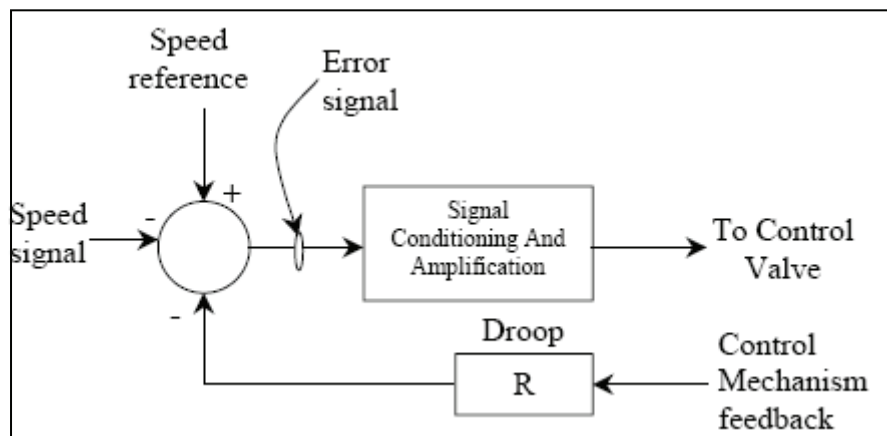 Speed
reference
Error
signal
+
-
Speed
signal
Signal
Conditioning And
Amplification
To Control
Valve
-
Droop
R
Control
Mechanism
feedback